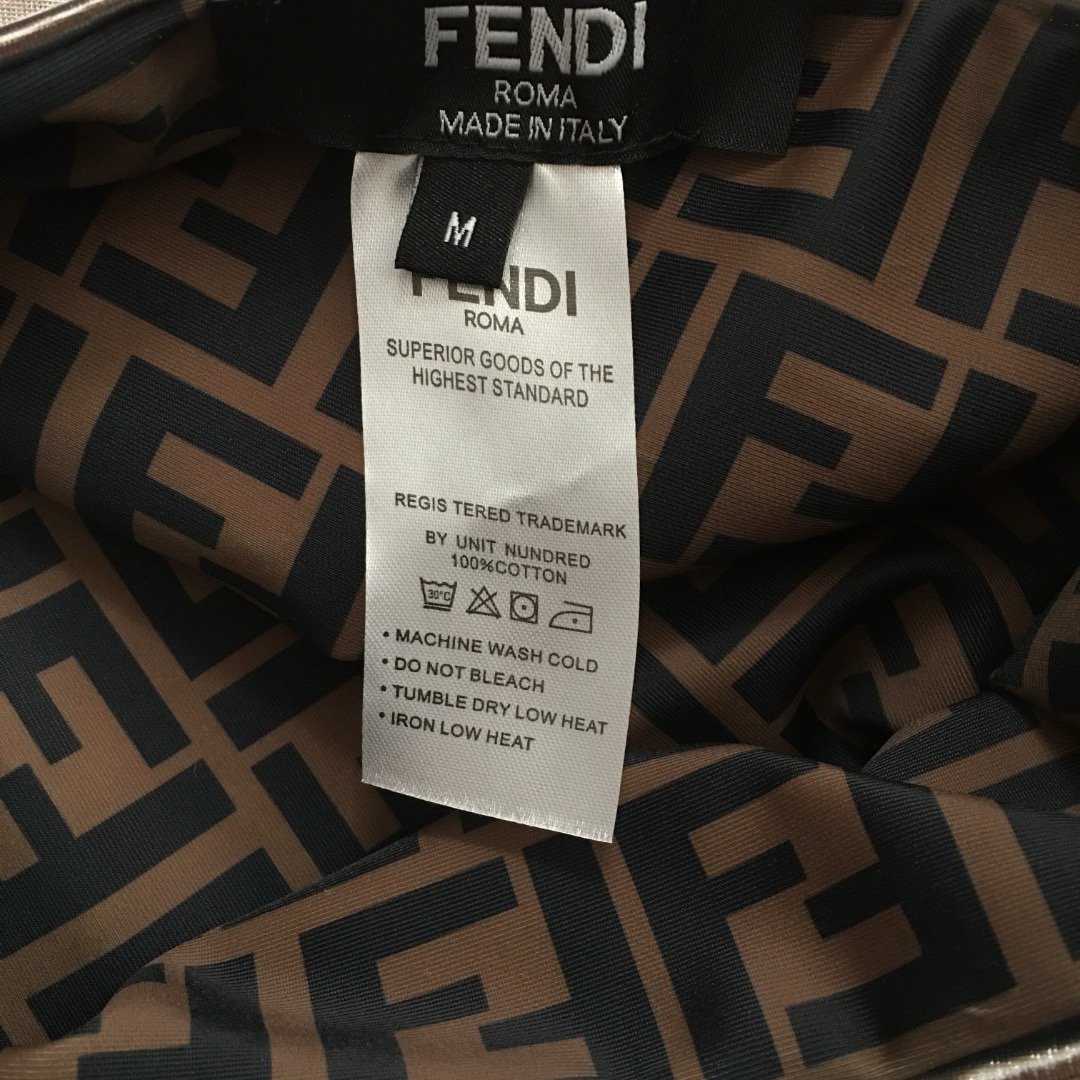 FENDI
ROMA
MADE IN ITALY
M
FENDI
ROMA
SUPERIOR GOODS OF THE
HIGHEST STANDARD
REGIS TERED TRADEMARK
BY UNIT NUNDRED
100%COTTON
30°C
• MACHINE WASH COLD
• DO NOT BLEACH
• TUMBLE DRY LOW HEAT
• IRON LOW HEAT